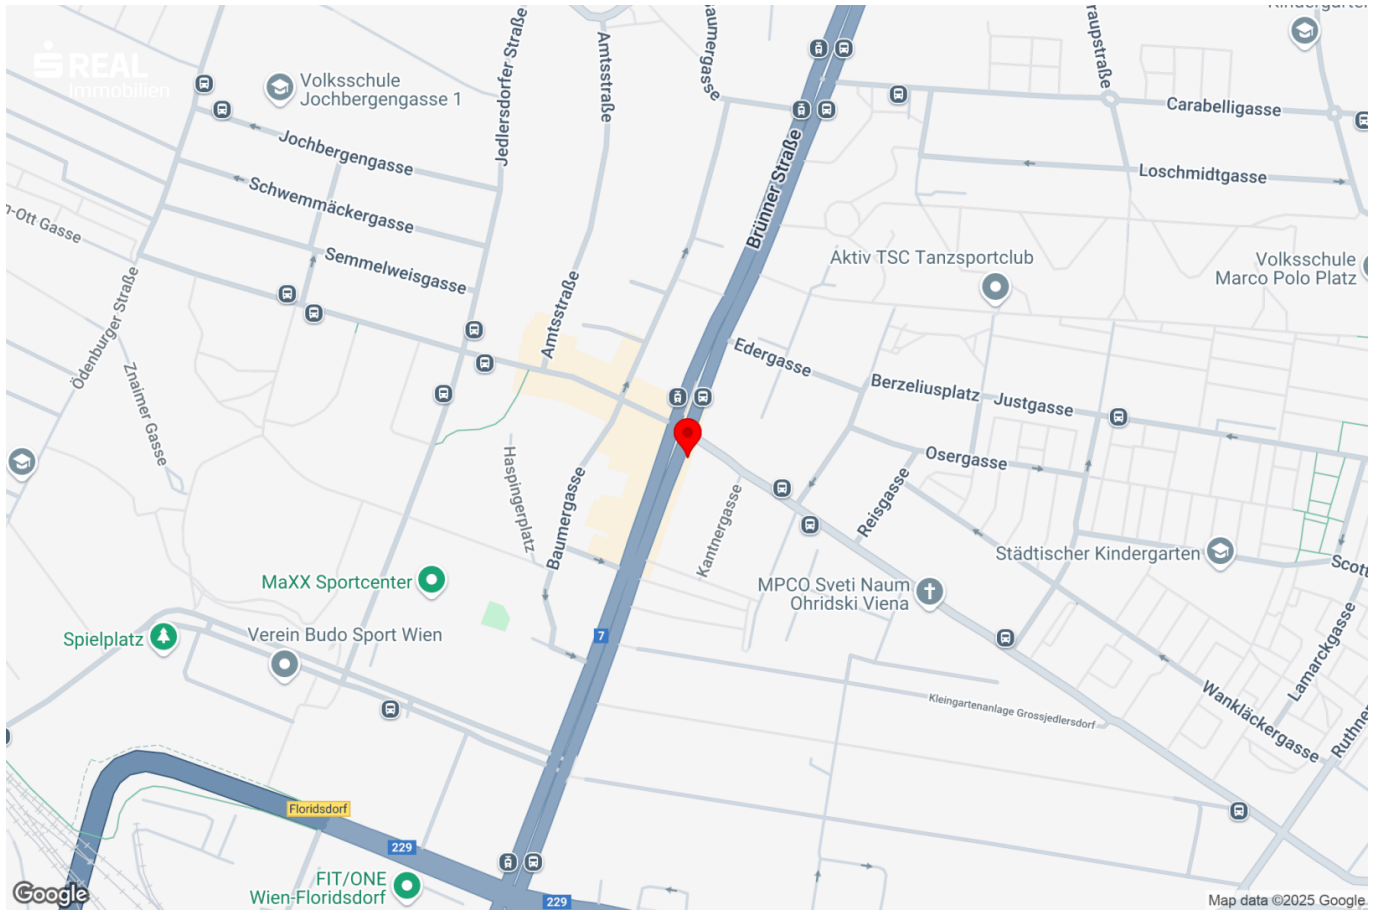 Kindergarten
REAL
Immobilien
Volksschule
Jochbergengasse 1
Jedlersdorfer Straße
Amtsstraße
aumergasse
raupstraße
Carabelligasse
Jochbergengasse
Loschmidtgasse
Schwemmäckergasse
Brünner Straße
n-Ott Gasse
Semmelweisgasse
Aktiv TSC Tanzsportclub
Volksschule
Marco Polo Platz
Ödenburger Straße
Amtsstraße
Edergasse
Znaimer Gasse
Berzeliusplatz
Justgasse
Osergasse
Haspingerplatz
Baumergasse
Kantnergasse
Reisgasse
Städtischer Kindergarten
Scott
MaXX Sportcenter
MPCO Sveti Naum
Ohridski Viena
Spielplatz
Verein Budo Sport Wien
7
Lamarckgasse
Kleingartenanlage Grossjedlersdorf
Wankläckergasse
Ruthner
Floridsdorf
229
FIT/ONE
Wien-Floridsdorf
229
Google
Map data ©2025 Google